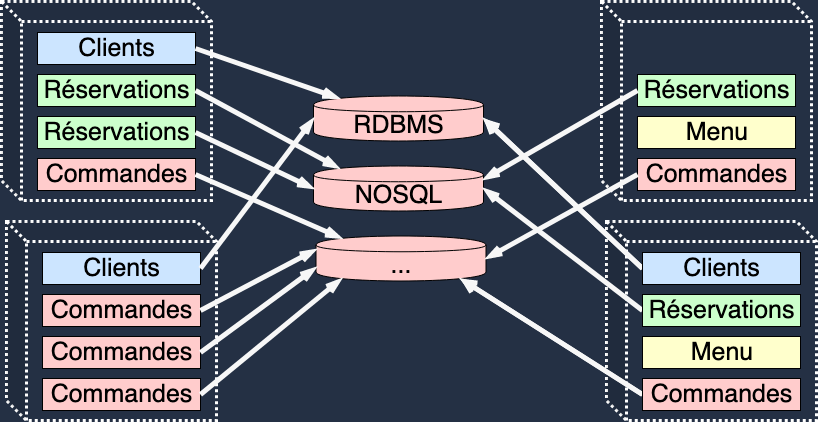 Clients
Réservations
Réservations
Commandes
Clients
Commandes
Commandes
Commandes
RDBMS
NOSQL
...
Réservations
Menu
Commandes
Clients
Réservations
Menu
Commandes